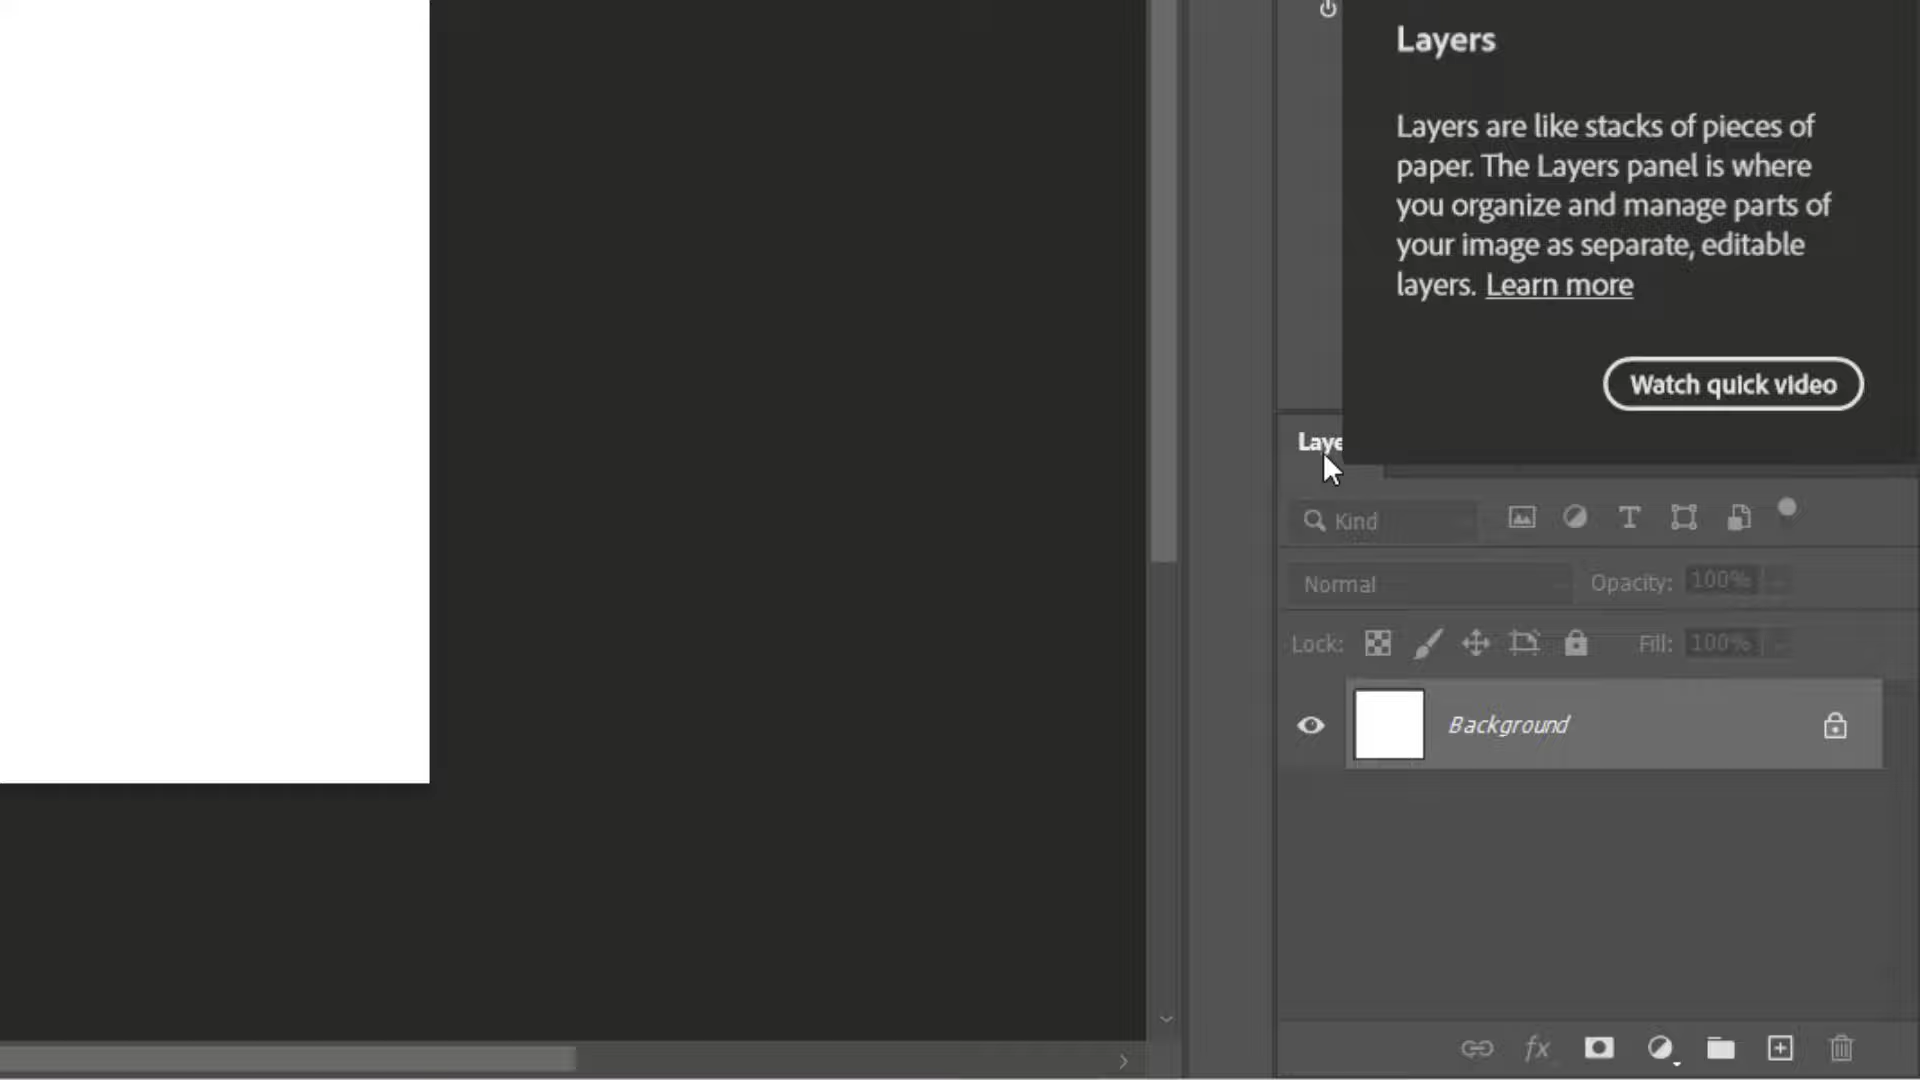 Layers
Layers are like stacks of pieces of
paper. The Layers panel is where
you organize and manage parts of
your image as separate, editable
layers. Learn more
Watch quick video
Laye
Kind
Normal
Opacity: 100%
Lock:
Fill: 100%
Background
fx